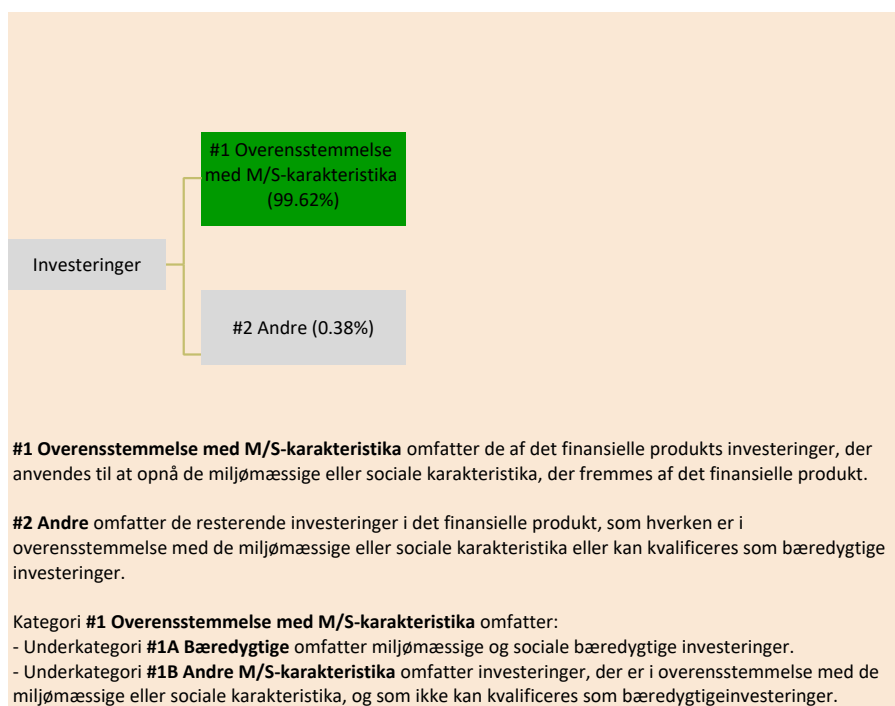 #1 Overensstemmelse
med M/S-karakteristika
(99.62%)
Investeringer
#2 Andre (0.38%)
#1 Overensstemmelse med M/S-karakteristika omfatter de af det finansielle produkts investeringer, der
anvendes til at opnå de miljømæssige eller sociale karakteristika, der fremmes af det finansielle produkt.
#2 Andre omfatter de resterende investeringer i det finansielle produkt, som hverken er i
overensstemmelse med de miljømæssige eller sociale karakteristika eller kan kvalificeres som bæredygtige
investeringer.
Kategori #1 Overensstemmelse med M/S-karakteristika omfatter:
- Underkategori #1A Bæredygtige omfatter miljømæssige og sociale bæredygtige investeringer.
- Underkategori #1B Andre M/S-karakteristika omfatter investeringer, der er i overensstemmelse med de
miljømæssige eller sociale karakteristika, og som ikke kan kvalificeres som bæredygtigeinvesteringer.